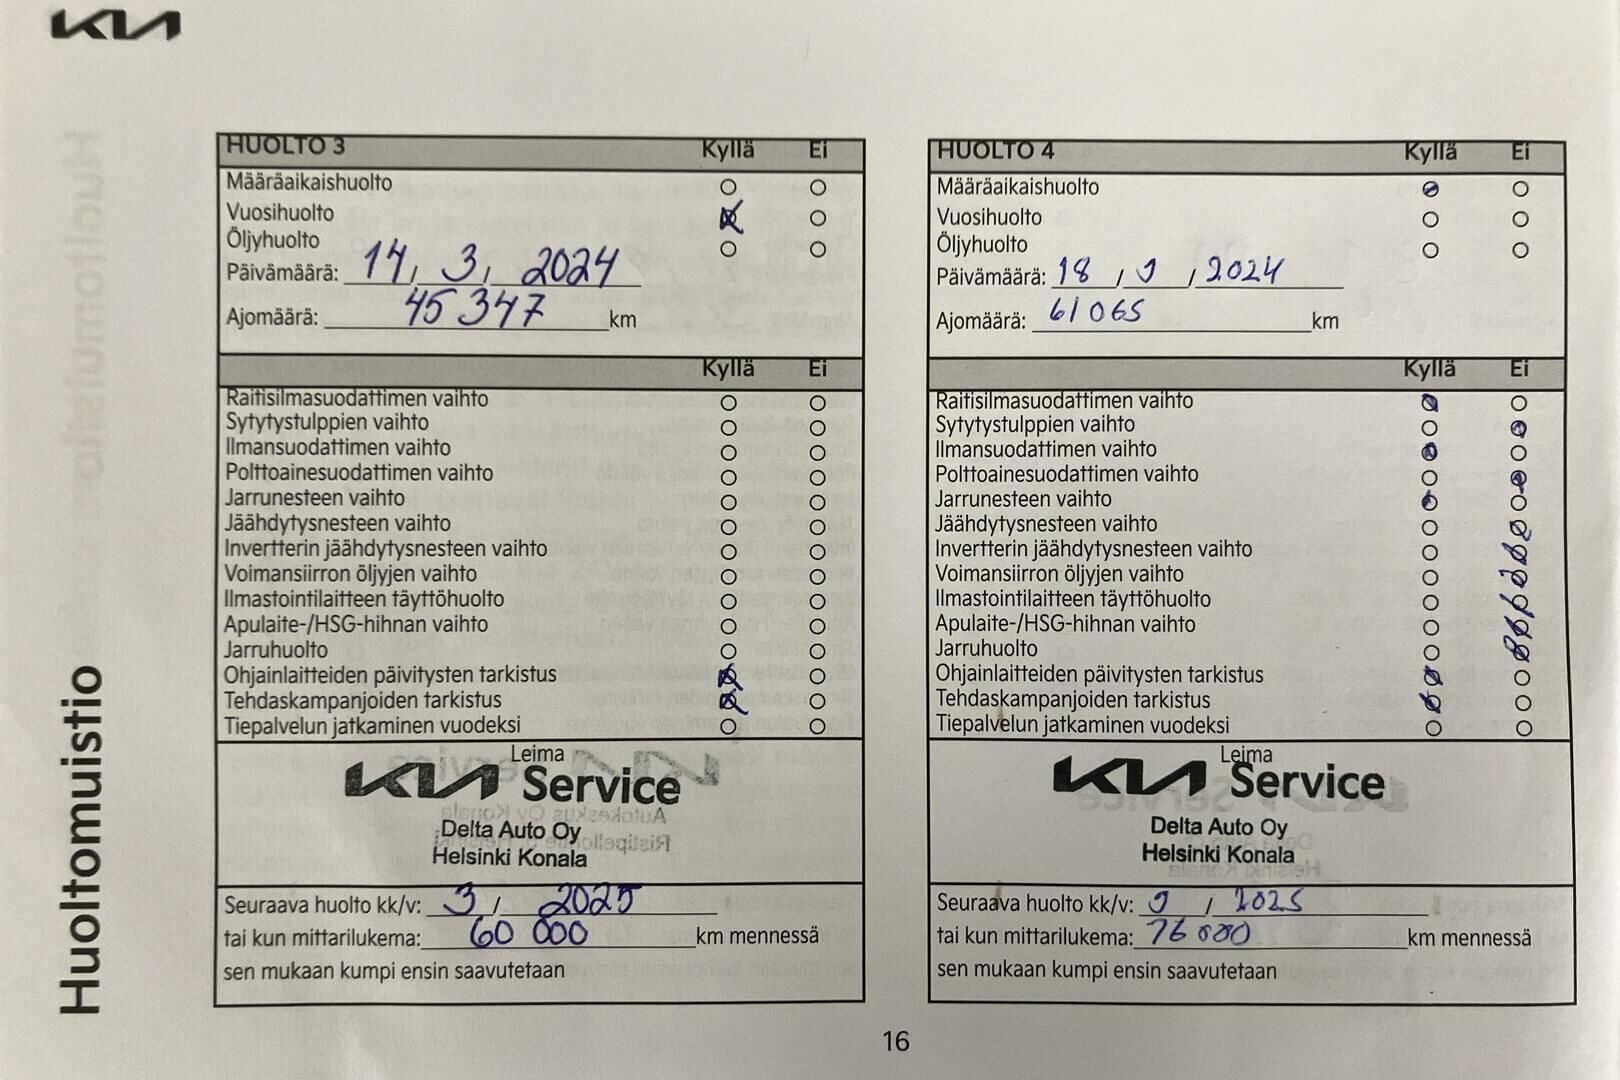 KIA
Huoltomuistio
HUOLTO 3 Kyllä Ei
Määräaikaishuolto
Vuosihuolto
Öljyhuolto
Päivämäärä: 14, 3, 2024
Ajomäärä: 45 347 km
Kyllä Ei
Raitisilmasuodattimen vaihto
Sytytystulppien vaihto
Ilmansuodattimen vaihto
Polttoainesuodattimen vaihto
Jarrunesteen vaihto
Jäähdytysnesteen vaihto
Invertterin jäähdytysnesteen vaihto
Voimansiirron öljyjen vaihto
Ilmastointilaitteen täyttöhuolto
Apulaite-/HSG-hihnan vaihto
Jarruhuolto
Ohjainlaitteiden päivitysten tarkistus
Tehdaskampanjoiden tarkistus
Tiepalvelun jatkaminen vuodeksi
Leima
KIA Service
Delta Auto Oy
Helsinki Konala
Seuraava huolto kk/v: 3 / 2025
tai kun mittarilukema: 60 000 km mennessä
sen mukaan kumpi ensin saavutetaan
HUOLTO 4 Kyllä Ei
Määräaikaishuolto
Vuosihuolto
Öljyhuolto
Päivämäärä: 18 / 9 / 2024
Ajomäärä: 61 065 km
Kyllä Ei
Raitisilmasuodattimen vaihto
Sytytystulppien vaihto
Ilmansuodattimen vaihto
Polttoainesuodattimen vaihto
Jarrunesteen vaihto
Jäähdytysnesteen vaihto
Invertterin jäähdytysnesteen vaihto
Voimansiirron öljyjen vaihto
Ilmastointilaitteen täyttöhuolto
Apulaite-/HSG-hihnan vaihto
Jarruhuolto
Ohjainlaitteiden päivitysten tarkistus
Tehdaskampanjoiden tarkistus
Tiepalvelun jatkaminen vuodeksi
Leima
KIA Service
Delta Auto Oy
Helsinki Konala
Seuraava huolto kk/v: 9 / 2025
tai kun mittarilukema: 76 000 km mennessä
sen mukaan kumpi ensin saavutetaan
16